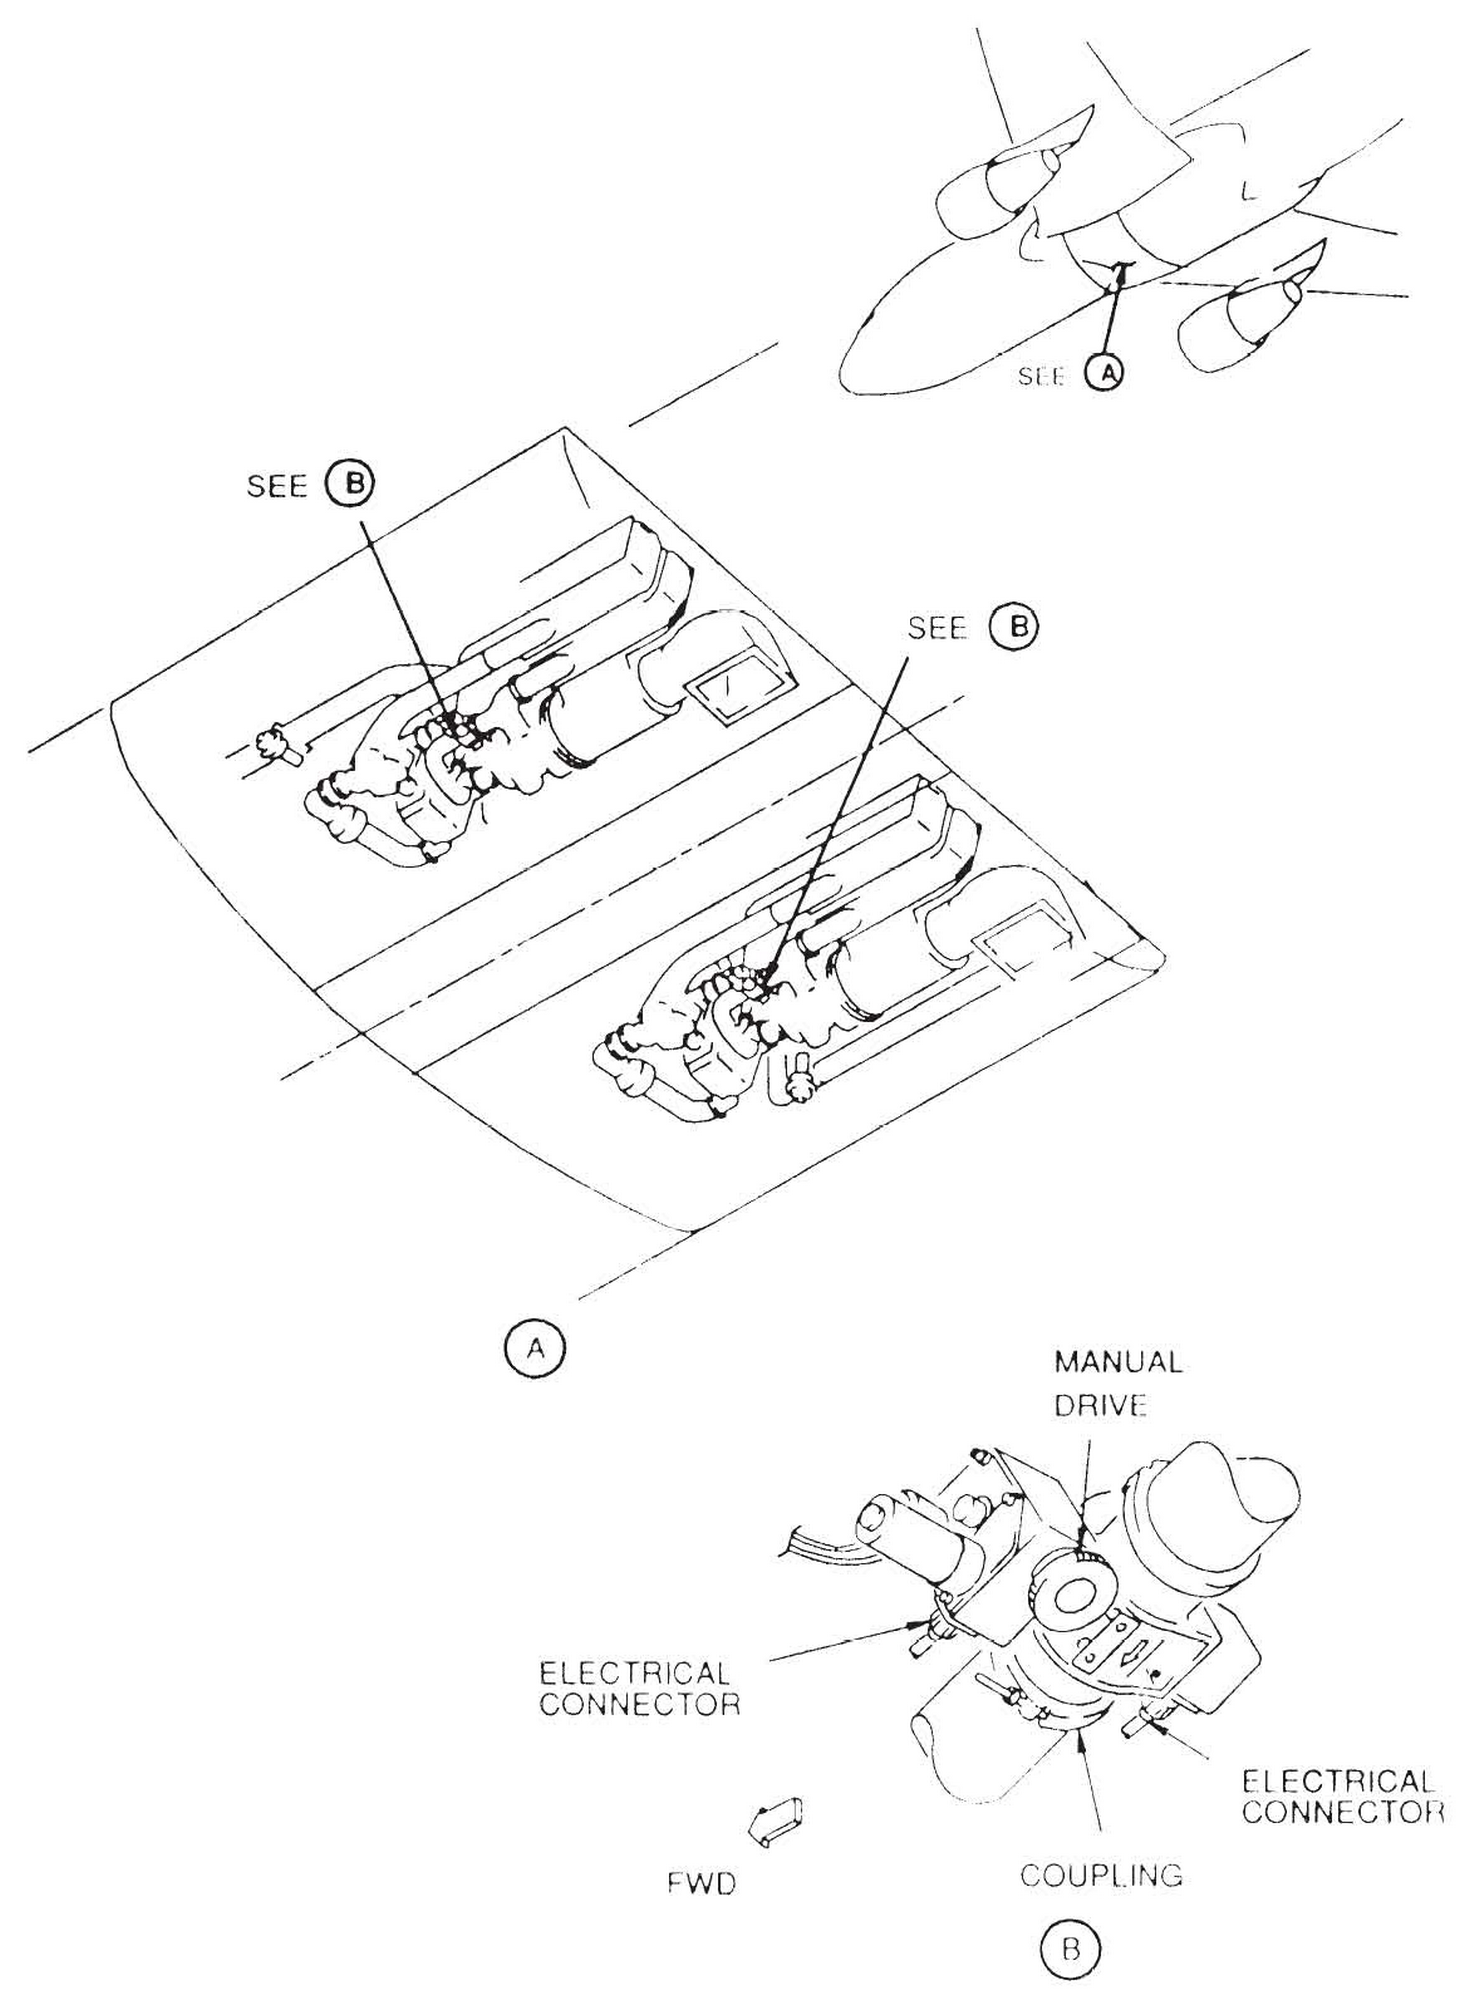 SEE A
SEE B
SEE B
A
MANUAL
DRIVE
ELECTRICAL
CONNECTOR
ELECTRICAL
CONNECTOR
FWD
COUPLING
B